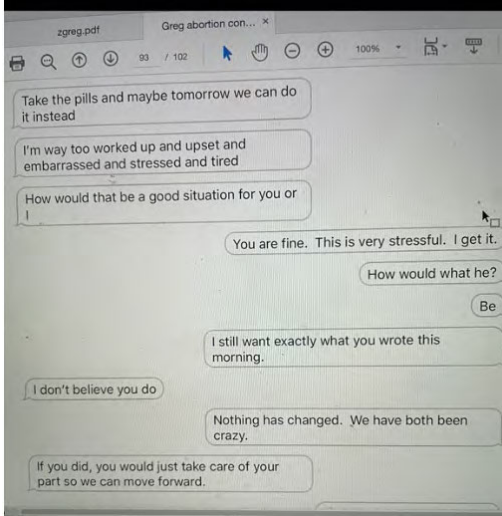 zgreg.pdf
Greg abortion con... ×
93 / 102
100%
Take the pills and maybe tomorrow we can do
it instead
I'm way too worked up and upset and
embarrassed and stressed and tired
How would that be a good situation for you or
I
You are fine. This is very stressful. I get it.
How would what he?
Be
I still want exactly what you wrote this
morning.
I don't believe you do
Nothing has changed. We have both been
crazy.
If you did, you would just take care of your
part so we can move forward.